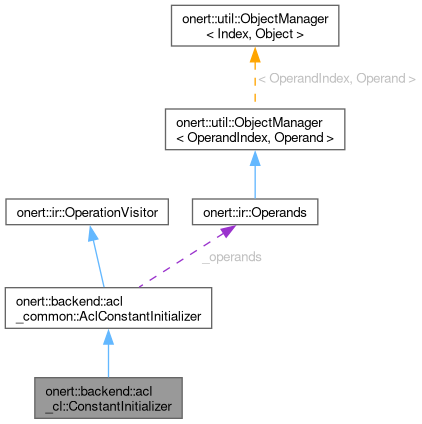 onert::util::ObjectManager
< Index, Object >
< OperandIndex, Operand >
onert::util::ObjectManager
< OperandIndex, Operand >
onert::ir::OperationVisitor
onert::ir::Operands
_operands
onert::backend::acl
_common::AclConstantInitializer
onert::backend::acl
_cl::ConstantInitializer